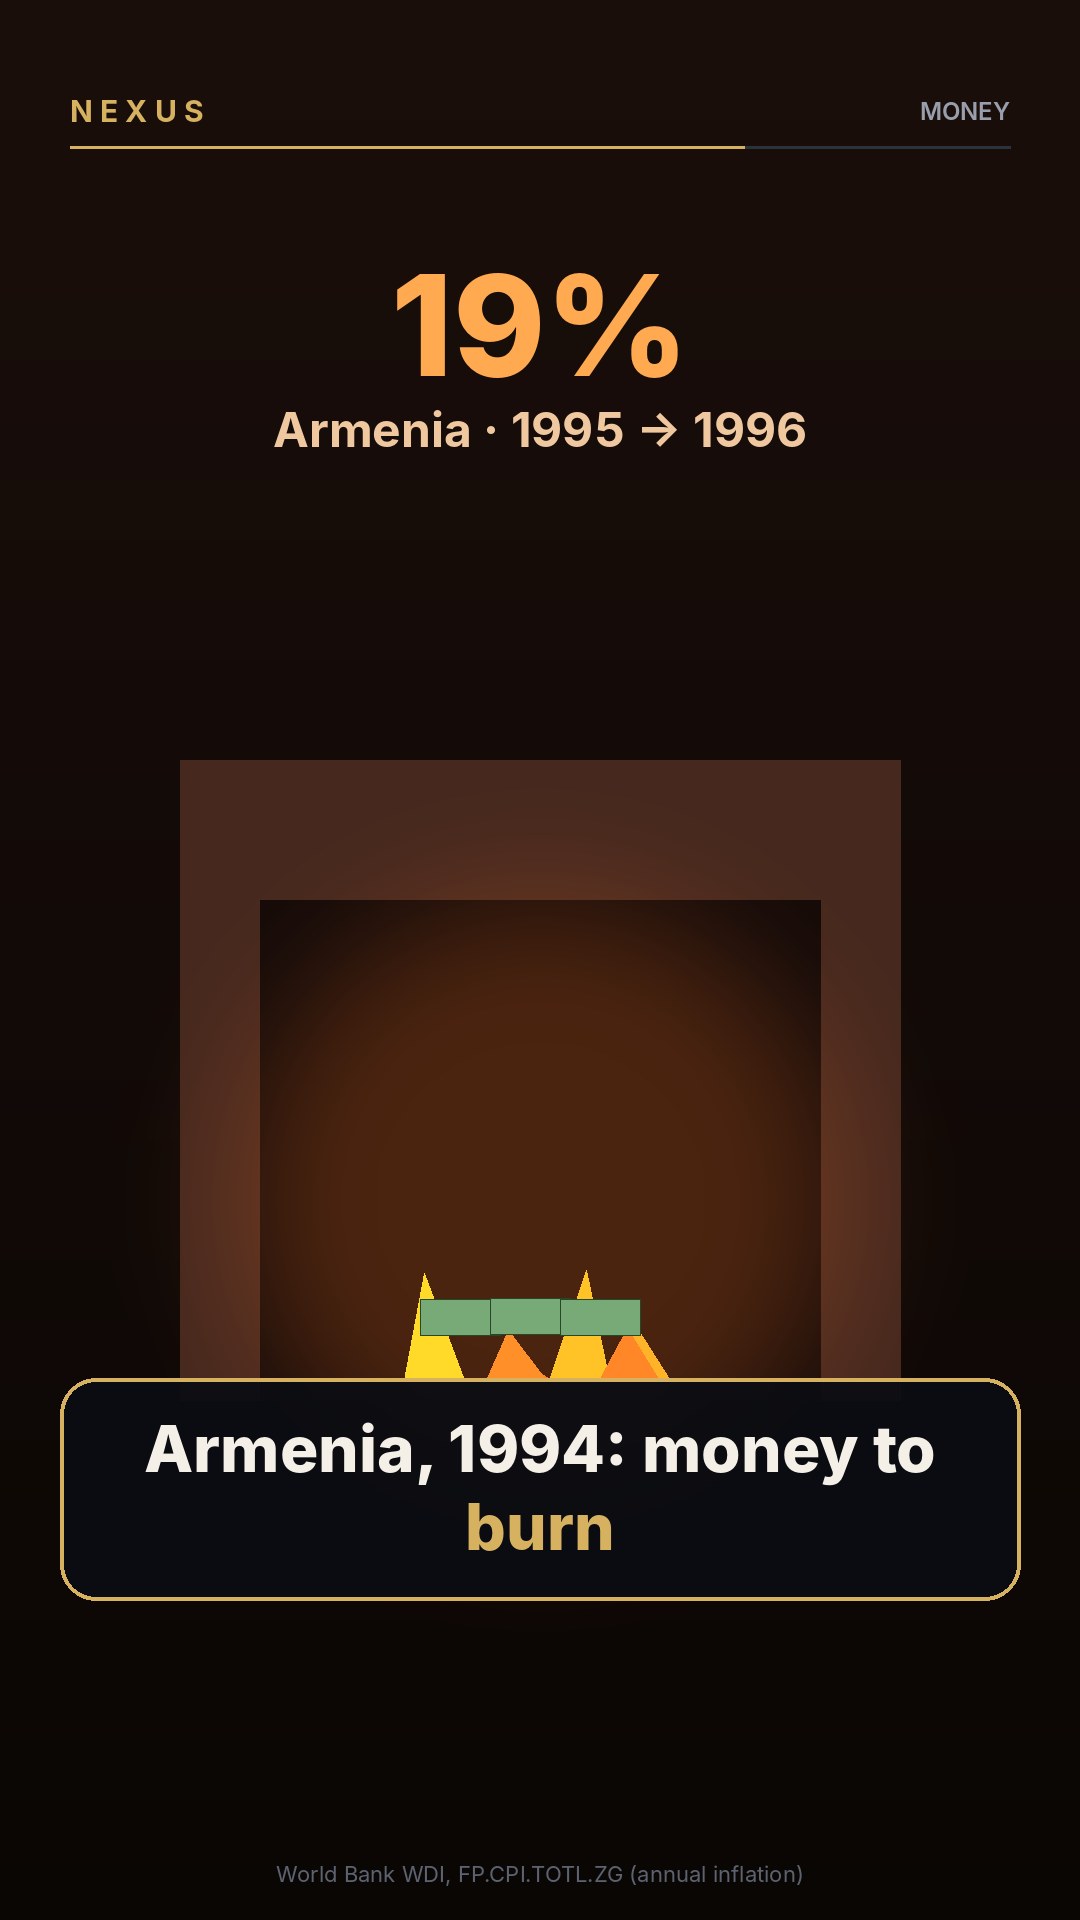 NEXUS
MONEY
19%
Armenia · 1995 → 1996
Armenia, 1994: money to
burn
World Bank WDI, FP.CPI.TOTL.ZG (annual inflation)